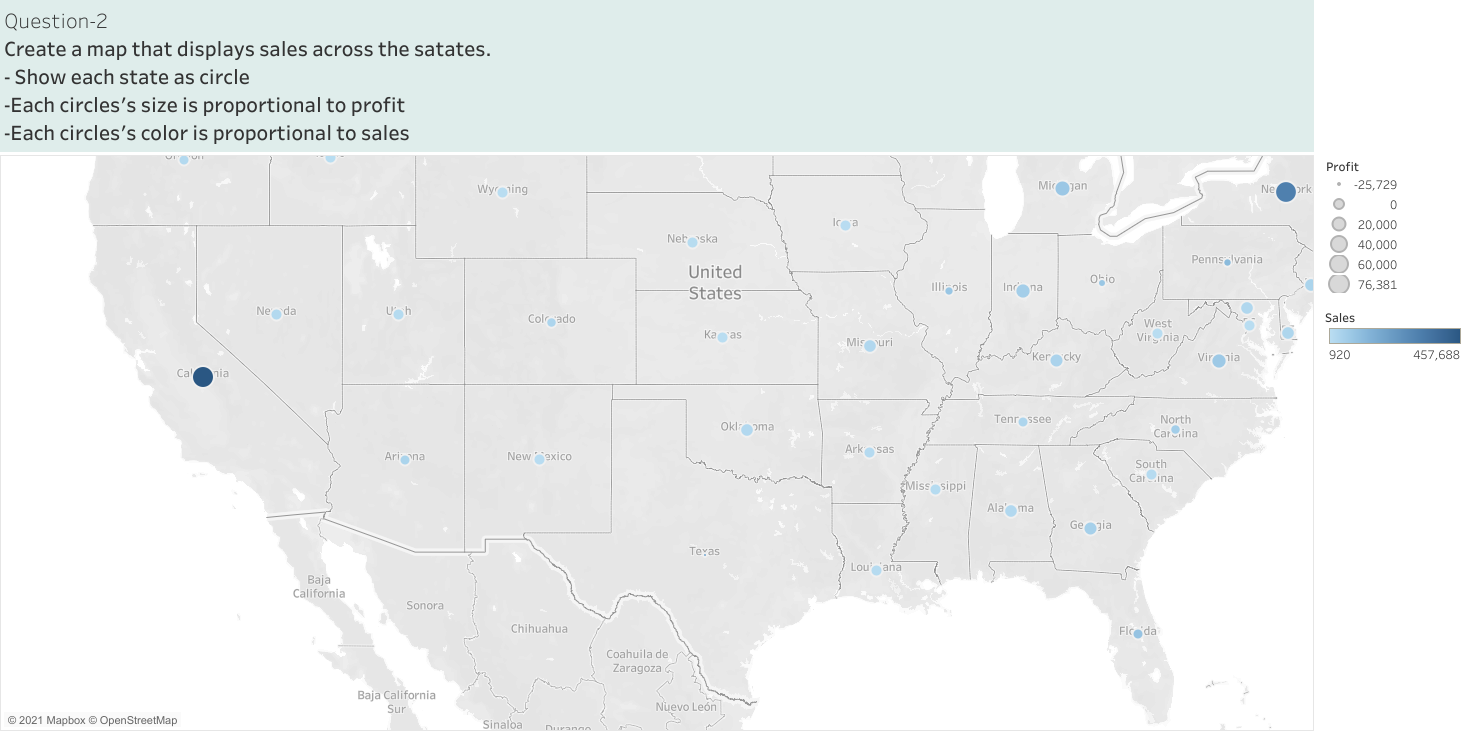 Question-2
Create a map that displays sales across the satates.
- Show each state as circle
-Each circles's size is proportional to profit
-Each circles's color is proportional to sales
Profit
-25,729
0
20,000
40,000
60,000
76,381
Sales
920 457,688
Wyoming
Michigan
New York
Iowa
Nebraska
Pennsylvania
United
States
Illinois
Indiana
Ohio
Nevada
Utah
Colorado
Kansas
Missouri
West
Virginia
Kentucky
Virginia
California
Oklahoma
Tennessee
North
Carolina
Arizona
New Mexico
Arkansas
South
Carolina
Mississippi
Alabama
Georgia
Texas
Louisiana
Baja
California
Sonora
Chihuahua
Florida
Coahuila de
Zaragoza
Baja California
Sur
Nuevo León
Sinaloa
Durango
© 2021 Mapbox © OpenStreetMap